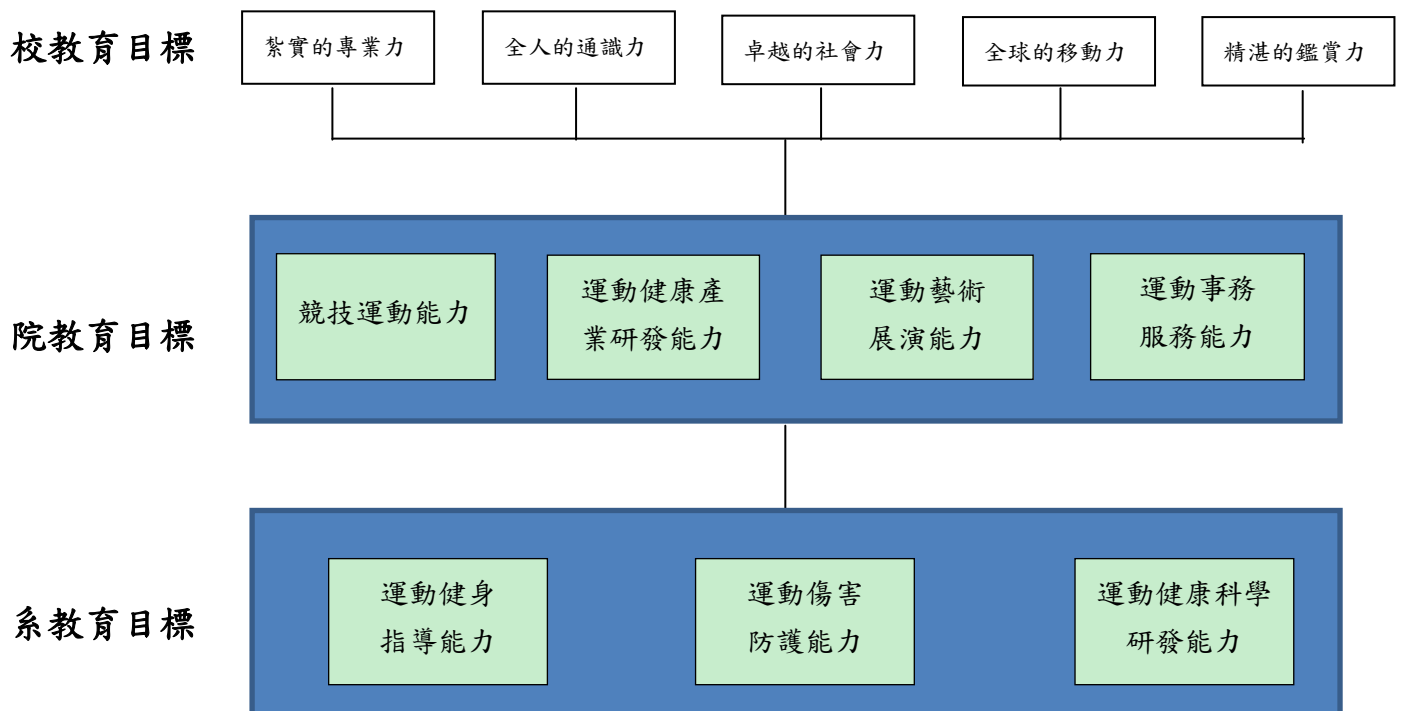 校教育目標
紮實的專業力
全人的通識力
卓越的社會力
全球的移動力
精湛的鑑賞力
院教育目標
競技運動能力
運動健康產
業研發能力
運動藝術
展演能力
運動事務
服務能力
系教育目標
運動健身
指導能力
運動傷害
防護能力
運動健康科學
研發能力